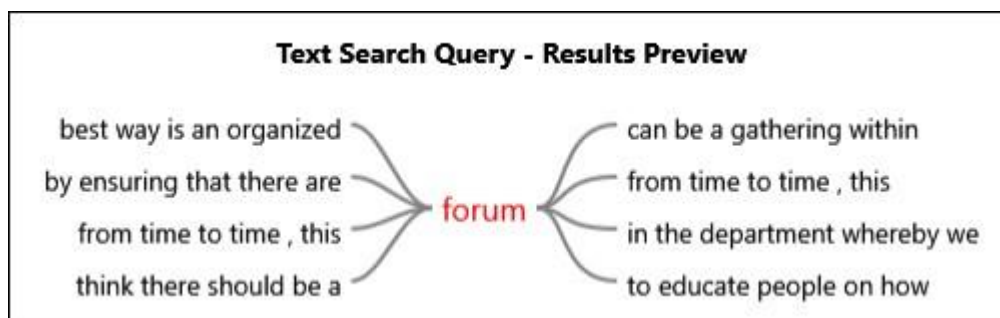 Text Search Query - Results Preview
best way is an organized
by ensuring that there are
from time to time , this
think there should be a
forum
can be a gathering within
from time to time , this
in the department whereby we
to educate people on how